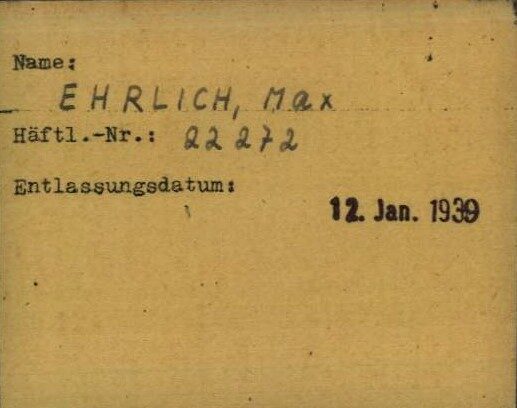 Name:
EHRLICH, Max
Häftl.-Nr.: 22272
Entlassungsdatum:
12. Jan. 1939